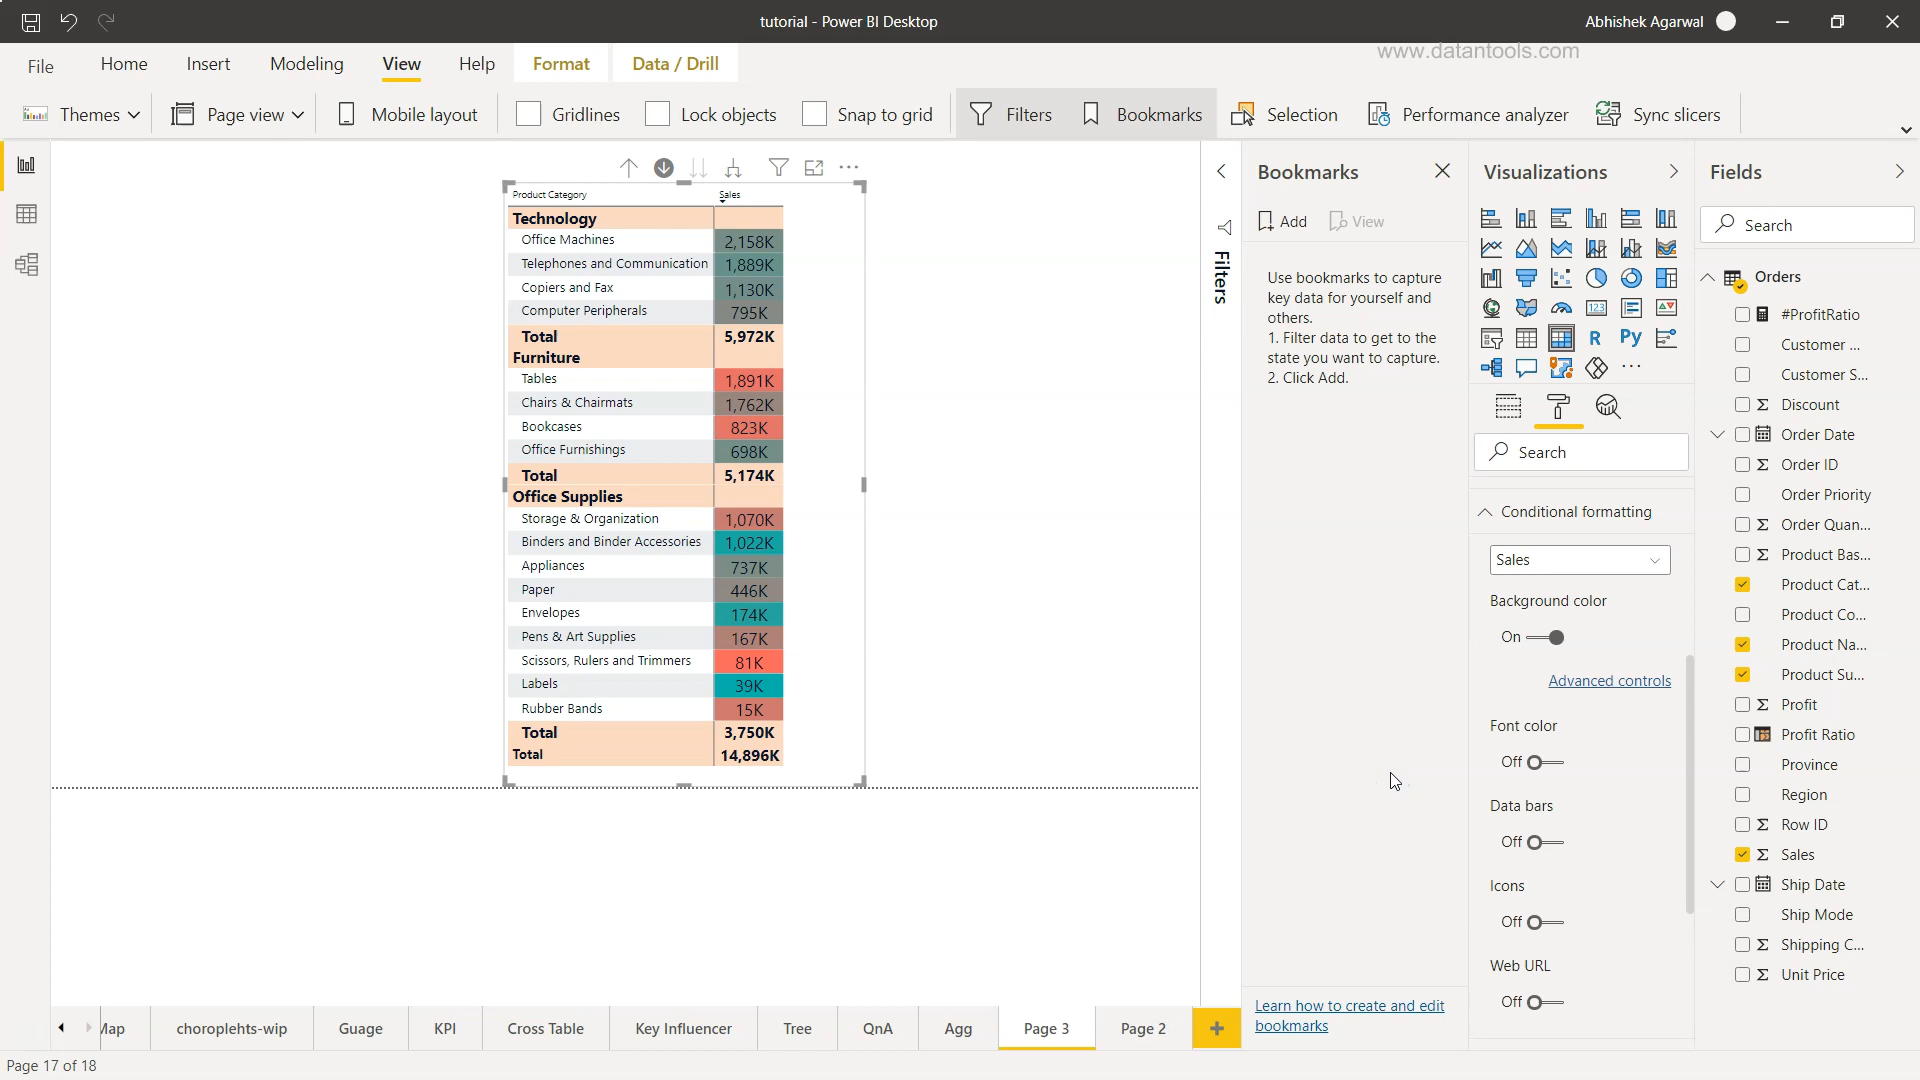 tutorial - Power BI Desktop
Abhishek Agarwal
www.datantools.com
File
Home
Insert
Modeling
View
Help
Format
Data / Drill
Themes
Page view
Mobile layout
Gridlines
Lock objects
Snap to grid
Filters
Bookmarks
Selection
Performance analyzer
Sync slicers
Product Category Sales
Technology
Office Machines 2,158K
Telephones and Communication 1,889K
Copiers and Fax 1,130K
Computer Peripherals 795K
Total 5,972K
Furniture
Tables 1,891K
Chairs & Chairmats 1,762K
Bookcases 823K
Office Furnishings 698K
Total 5,174K
Office Supplies
Storage & Organization 1,070K
Binders and Binder Accessories 1,022K
Appliances 737K
Paper 446K
Envelopes 174K
Pens & Art Supplies 167K
Scissors, Rulers and Trimmers 81K
Labels 39K
Rubber Bands 15K
Total 3,750K
Total 14,896K
Filters
Bookmarks
Add
View
Use bookmarks to capture
key data for yourself and
others.
1. Filter data to get to the
state you want to capture.
2. Click Add.
Learn how to create and edit
bookmarks
Visualizations
123
R
Py
Search
Conditional formatting
Sales
Background color
On
Advanced controls
Font color
Off
Data bars
Off
Icons
Off
Web URL
Off
Fields
Search
Orders
#ProfitRatio
Customer ...
Customer S...
Σ Discount
Order Date
Σ Order ID
Order Priority
Σ Order Quan...
Σ Product Bas...
Product Cat...
Product Co...
Product Na...
Product Su...
Σ Profit
Profit Ratio
Province
Region
Σ Row ID
Σ Sales
Ship Date
Ship Mode
Σ Shipping C...
Σ Unit Price
choroplehts-wip
Guage
KPI
Cross Table
Key Influencer
Tree
QnA
Agg
Page 3
Page 2
+
Page 17 of 18